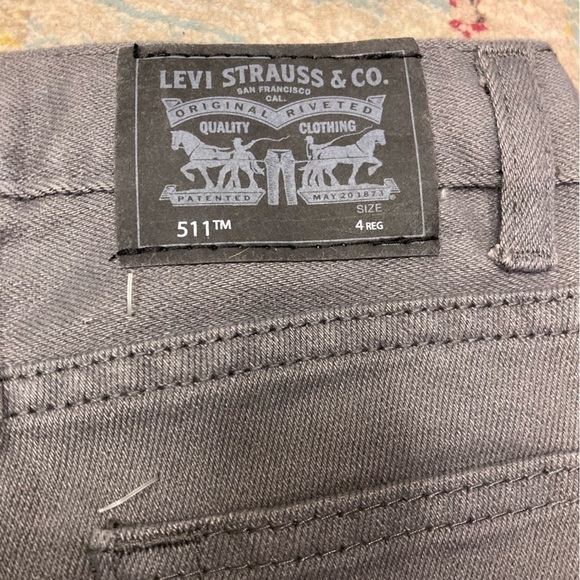 LEVI STRAUSS & CO.
SAN FRANCISCO
CAL.
ORIGINAL RIVETED
QUALITY CLOTHING
PATENTED MAY 20 1873
SIZE
511™ 4 REG